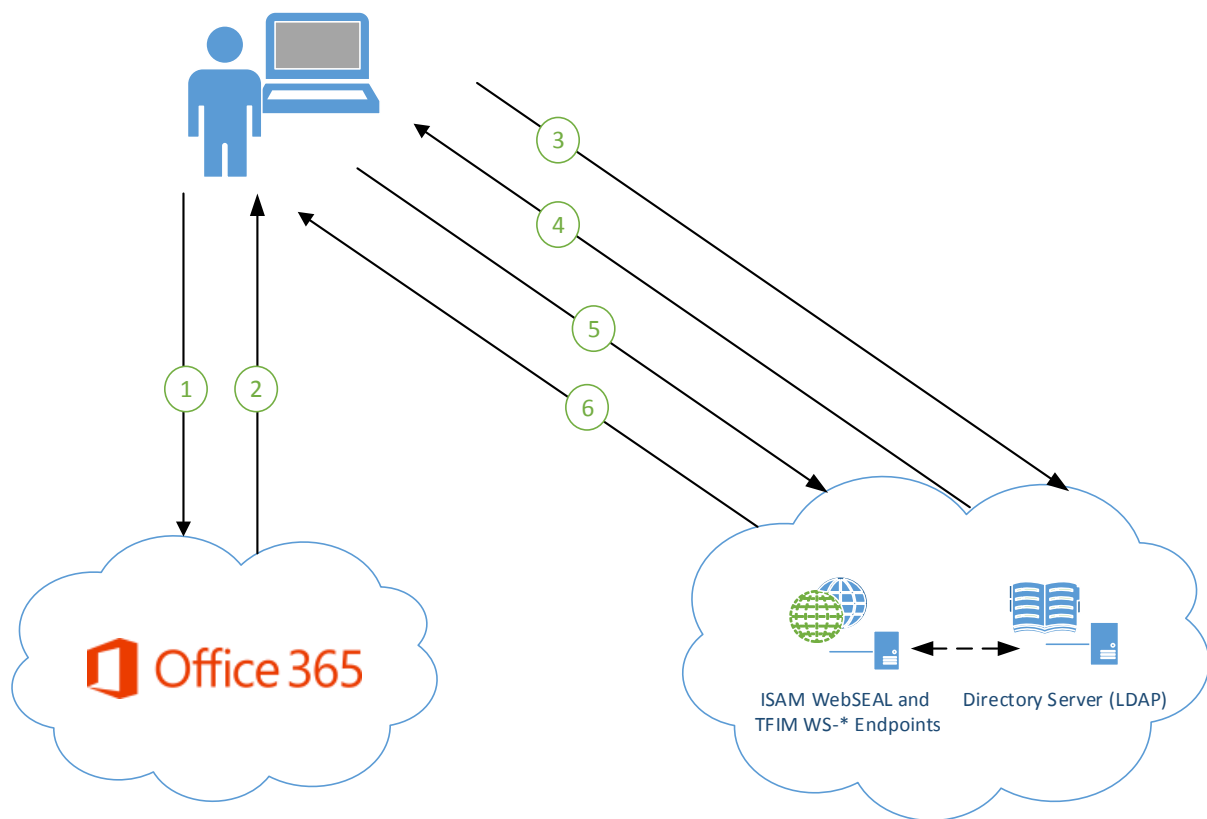 3
4
5
1
2
6
Office 365
ISAM WebSEAL and
TFIM WS-* Endpoints
Directory Server (LDAP)